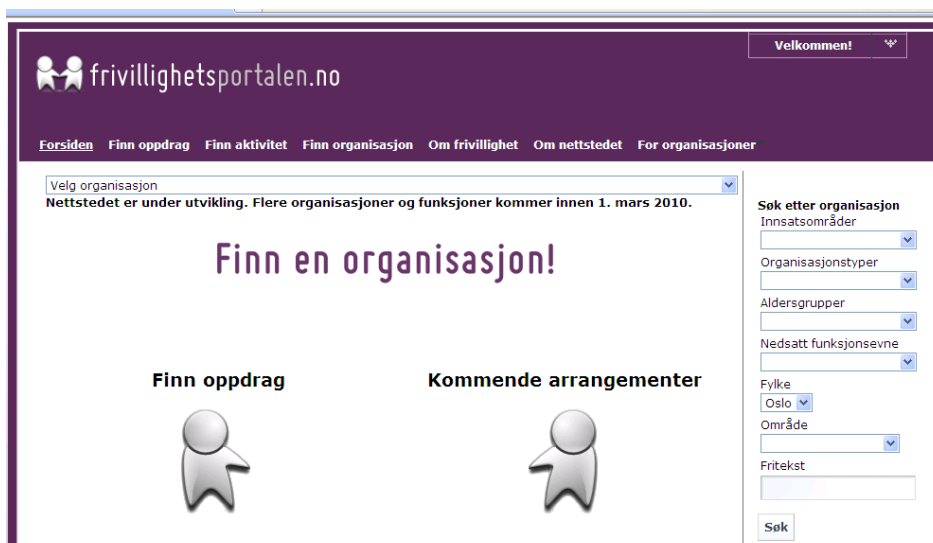 Velkommen!
frivillighetsportalen.no
Forsiden Finn oppdrag Finn aktivitet Finn organisasjon Om frivillighet Om nettstedet For organisasjoner
Velg organisasjon
Nettstedet er under utvikling. Flere organisasjoner og funksjoner kommer innen 1. mars 2010.
Finn en organisasjon!
Finn oppdrag
Kommende arrangementer
Søk etter organisasjon
Innsatsområder
Organisasjonstyper
Aldersgrupper
Nedsatt funksjonsevne
Fylke
Oslo
Område
Fritekst
Søk